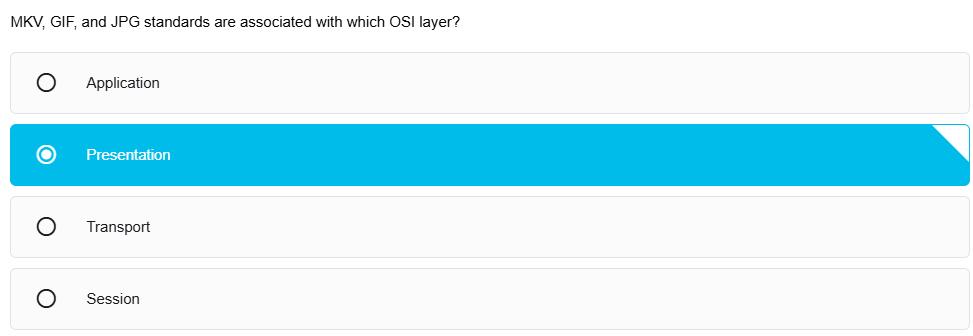 MKV, GIF, and JPG standards are associated with which OSI layer?
Application
Presentation
Transport
Session